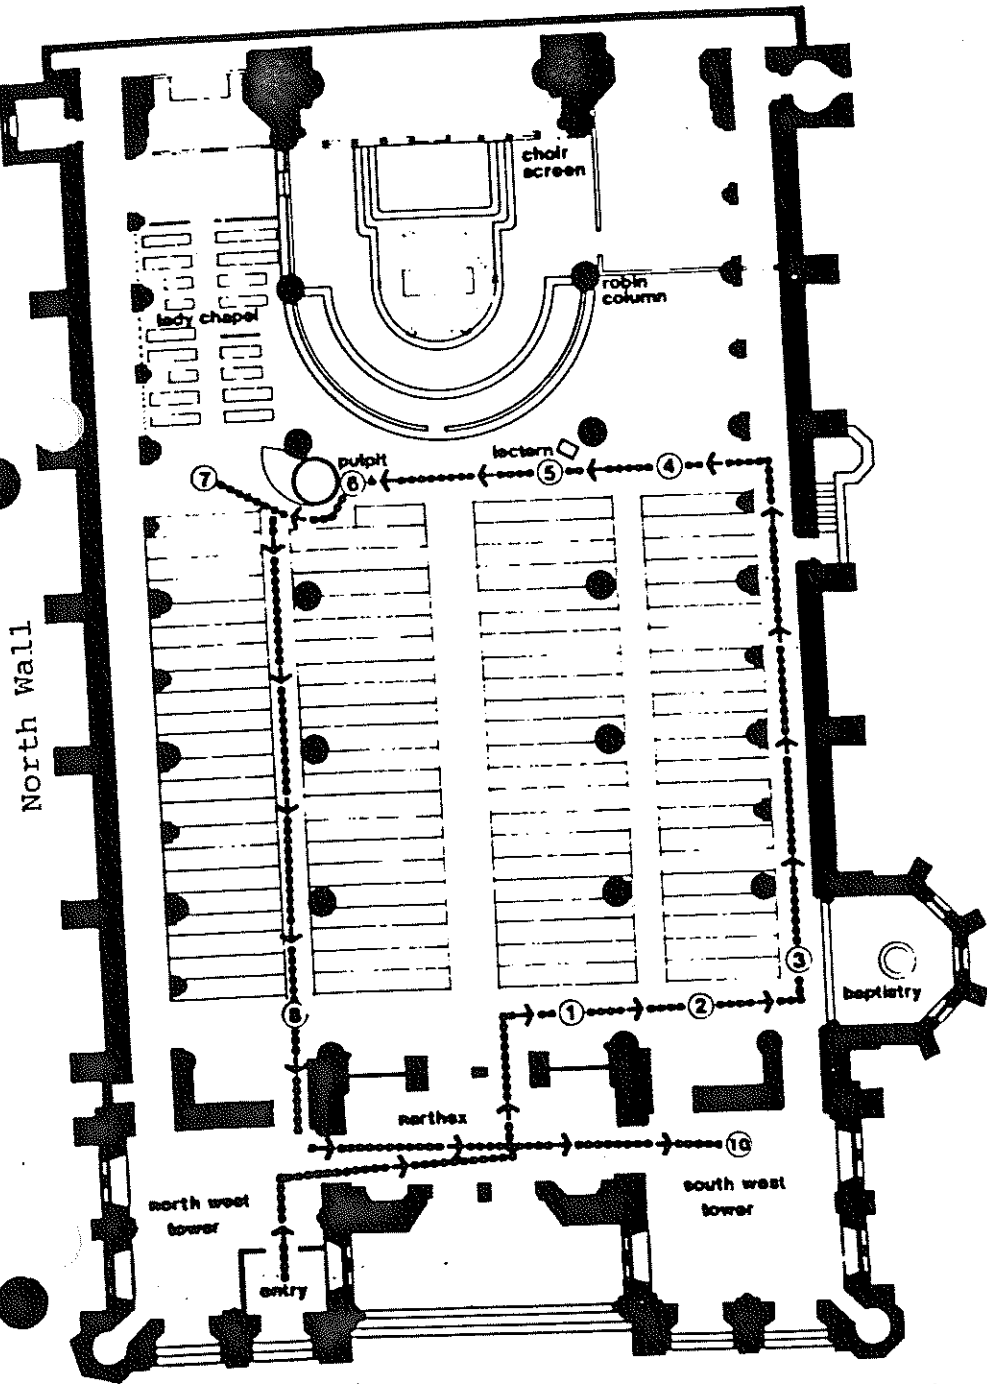 choir
screen
robin
column
lady chapel
lectern
pulpit
7
6
5
4
North Wall
3
baptistry
8
1
2
narthex
10
north west
tower
south west
tower
entry